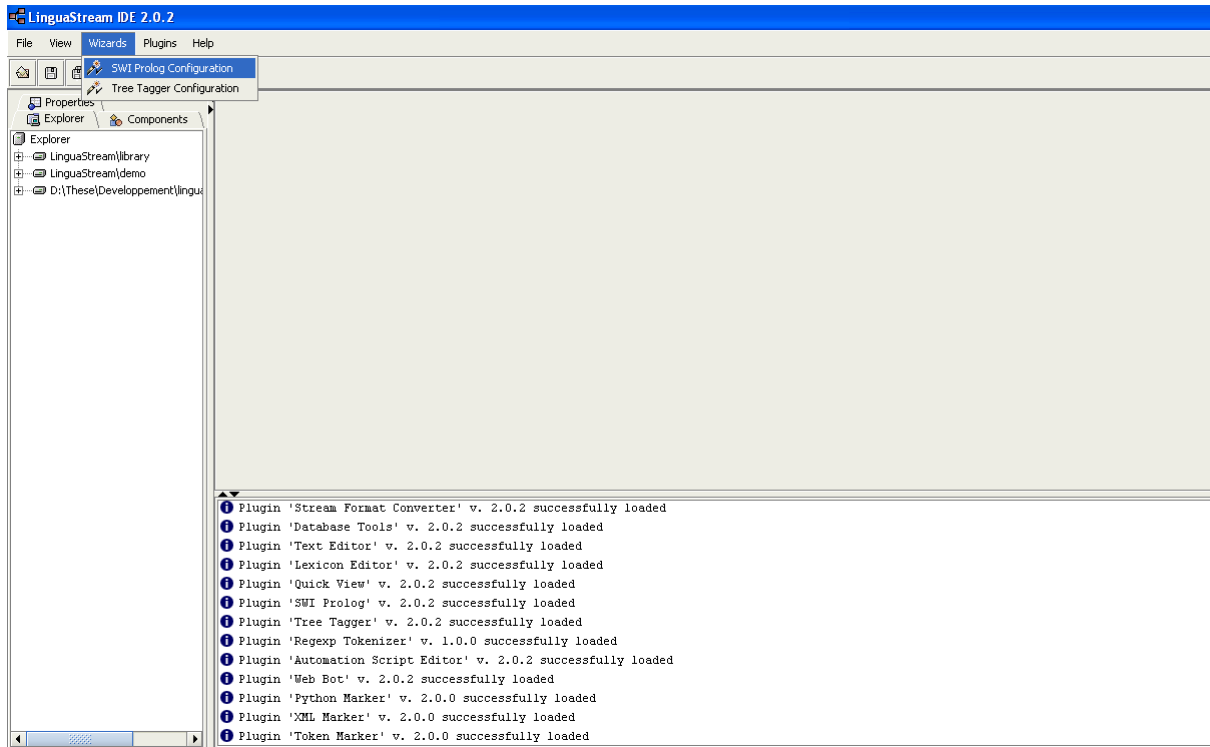 LinguaStream IDE 2.0.2
File View Wizards Plugins Help
SWI Prolog Configuration
Tree Tagger Configuration
Properties
Explorer Components
Explorer
LinguaStream\library
LinguaStream\demo
D:\These\Developpement\lingua
Plugin 'Stream Format Converter' v. 2.0.2 successfully loaded
Plugin 'Database Tools' v. 2.0.2 successfully loaded
Plugin 'Text Editor' v. 2.0.2 successfully loaded
Plugin 'Lexicon Editor' v. 2.0.2 successfully loaded
Plugin 'Quick View' v. 2.0.2 successfully loaded
Plugin 'SWI Prolog' v. 2.0.2 successfully loaded
Plugin 'Tree Tagger' v. 2.0.2 successfully loaded
Plugin 'Regexp Tokenizer' v. 1.0.0 successfully loaded
Plugin 'Automation Script Editor' v. 2.0.2 successfully loaded
Plugin 'Web Bot' v. 2.0.2 successfully loaded
Plugin 'Python Marker' v. 2.0.0 successfully loaded
Plugin 'XML Marker' v. 2.0.0 successfully loaded
Plugin 'Token Marker' v. 2.0.0 successfully loaded